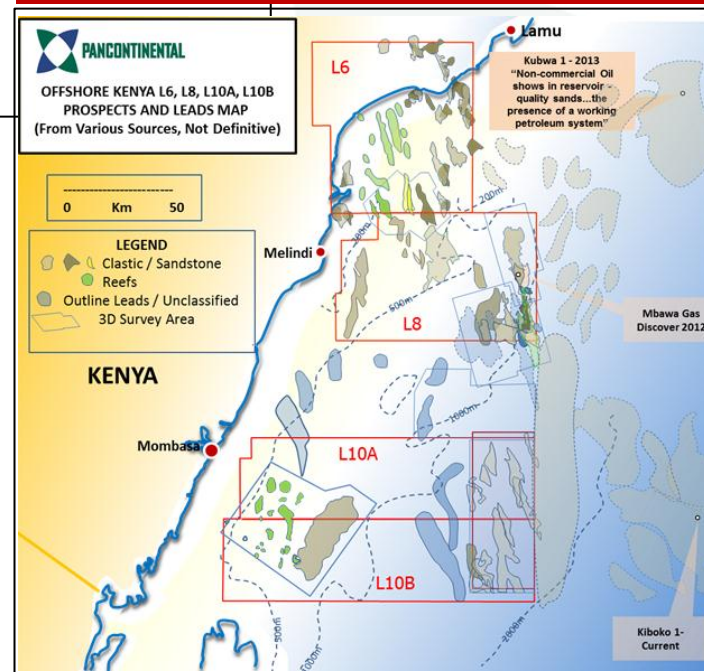 PANCONTINENTAL
OFFSHORE KENYA L6, L8, L10A, L10B
PROSPECTS AND LEADS MAP
(From Various Sources, Not Definitive)
0 Km 50
LEGEND
Clastic / Sandstone
Reefs
Outline Leads / Unclassified
3D Survey Area
KENYA
Lamu
Melindi
Mombasa
L6
L8
L10A
L10B
Kubwa 1 - 2013
“Non-commercial Oil
shows in reservoir -
quality sands...the
presence of a working
petroleum system”
Mbawa Gas
Discover 2012
Kiboko 1-
Current
200m
500m
1000m
500m
1000m
2000m